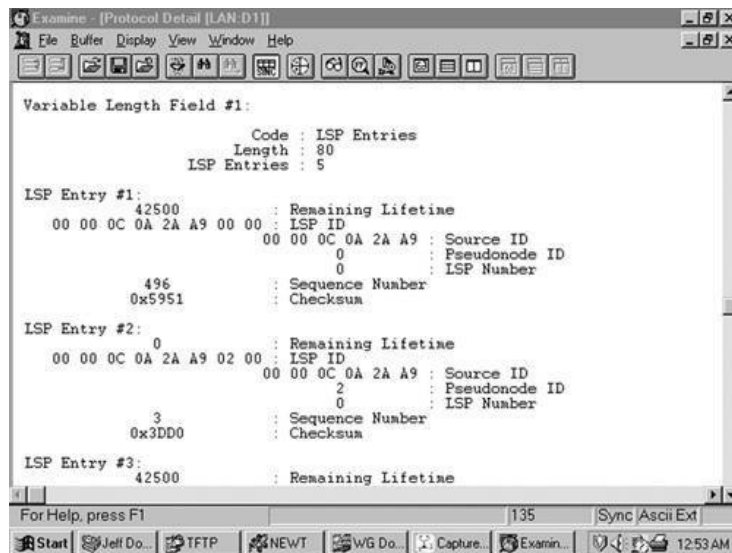 Examine - [Protocol Detail [LAN:D1]]
File Buffer Display View Window Help
SYNC
Variable Length Field #1:
Code : LSP Entries
Length : 80
LSP Entries : 5
LSP Entry #1:
42500 : Remaining Lifetime
00 00 0C 0A 2A A9 00 00 : LSP ID
00 00 0C 0A 2A A9 : Source ID
0 : Pseudonode ID
0 : LSP Number
496 : Sequence Number
0x5951 : Checksum
LSP Entry #2:
0 : Remaining Lifetime
00 00 0C 0A 2A A9 02 00 : LSP ID
00 00 0C 0A 2A A9 : Source ID
2 : Pseudonode ID
0 : LSP Number
3 : Sequence Number
0x3DD0 : Checksum
LSP Entry #3:
42500 : Remaining Lifetime
For Help, press F1 135 Sync Ascii Ext
Start Jeff Do... TFTP NEWT WG Do... Capture... Examin... 12:53 AM